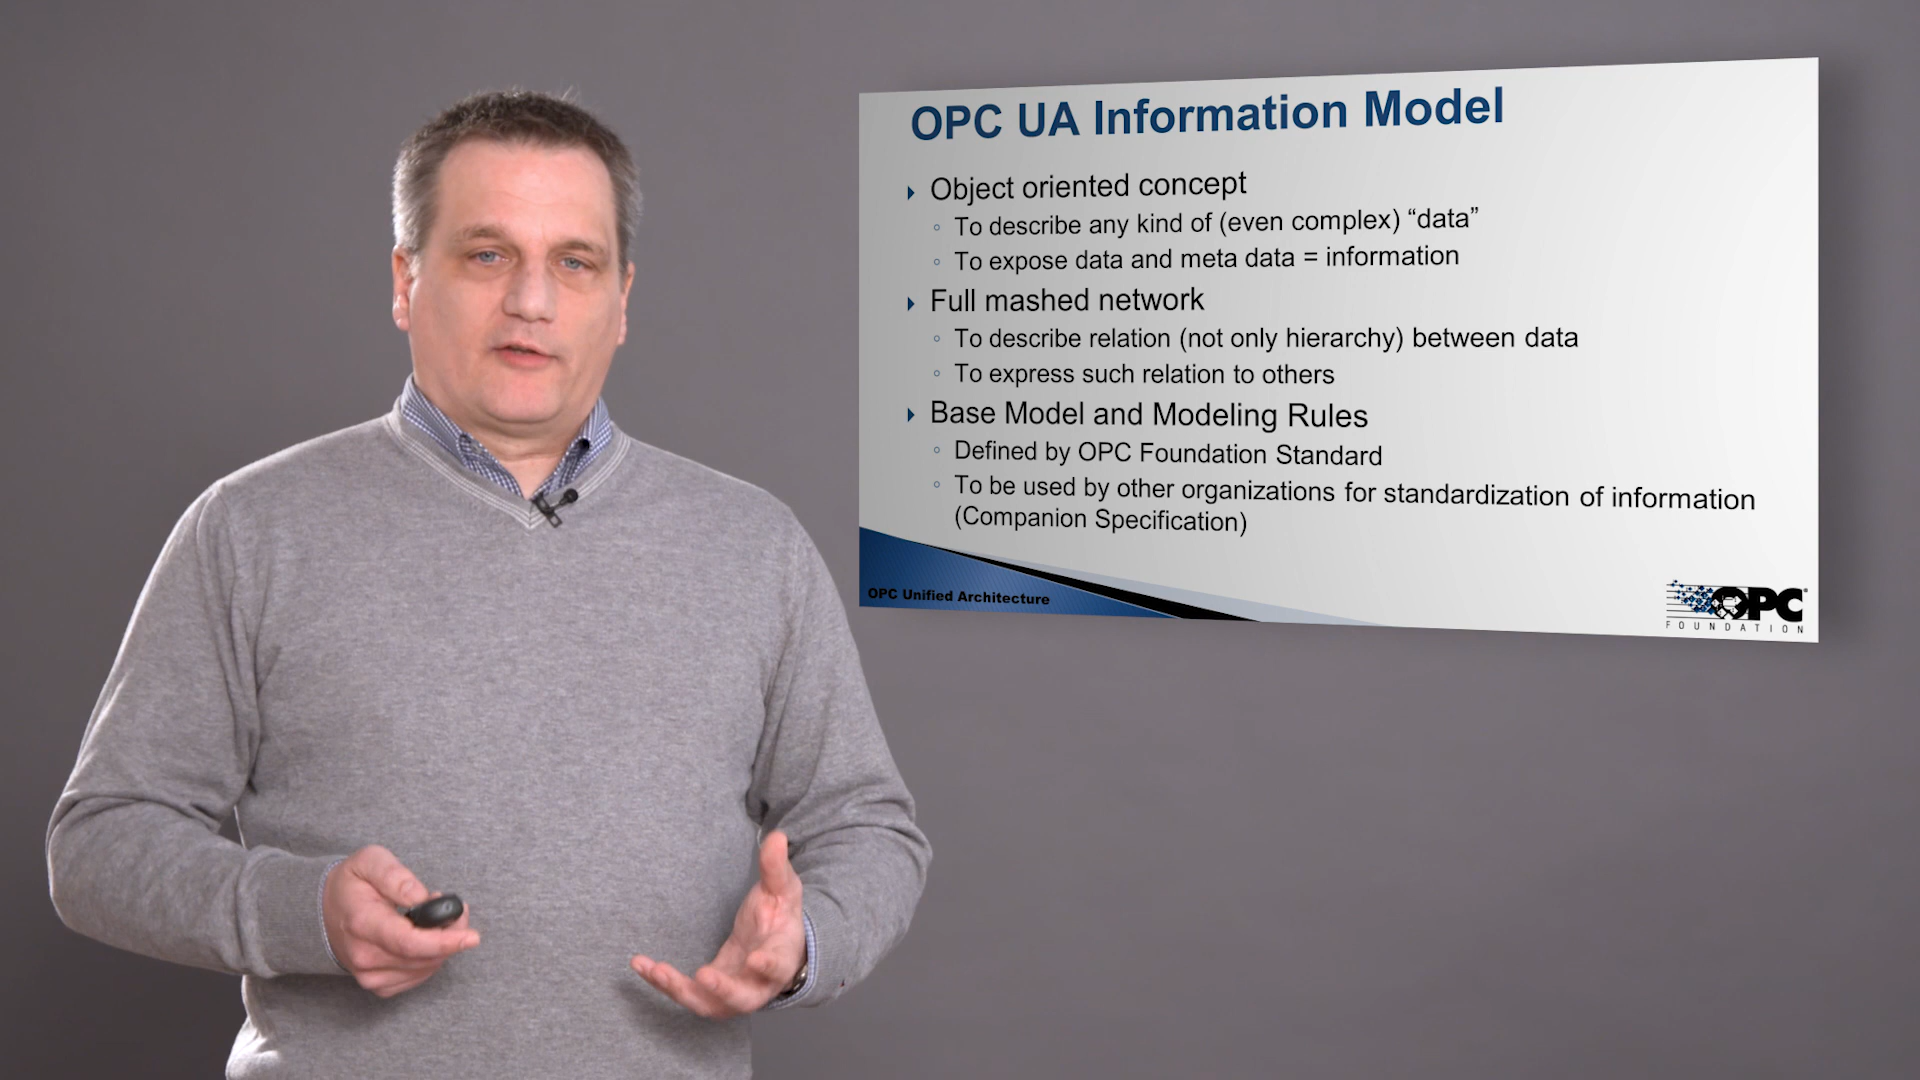 OPC UA Information Model
Object oriented concept
To describe any kind of (even complex) “data”
To expose data and meta data = information
Full mashed network
To describe relation (not only hierarchy) between data
To express such relation to others
Base Model and Modeling Rules
Defined by OPC Foundation Standard
To be used by other organizations for standardization of information
(Companion Specification)
OPC Unified Architecture
OPC
FOUNDATION